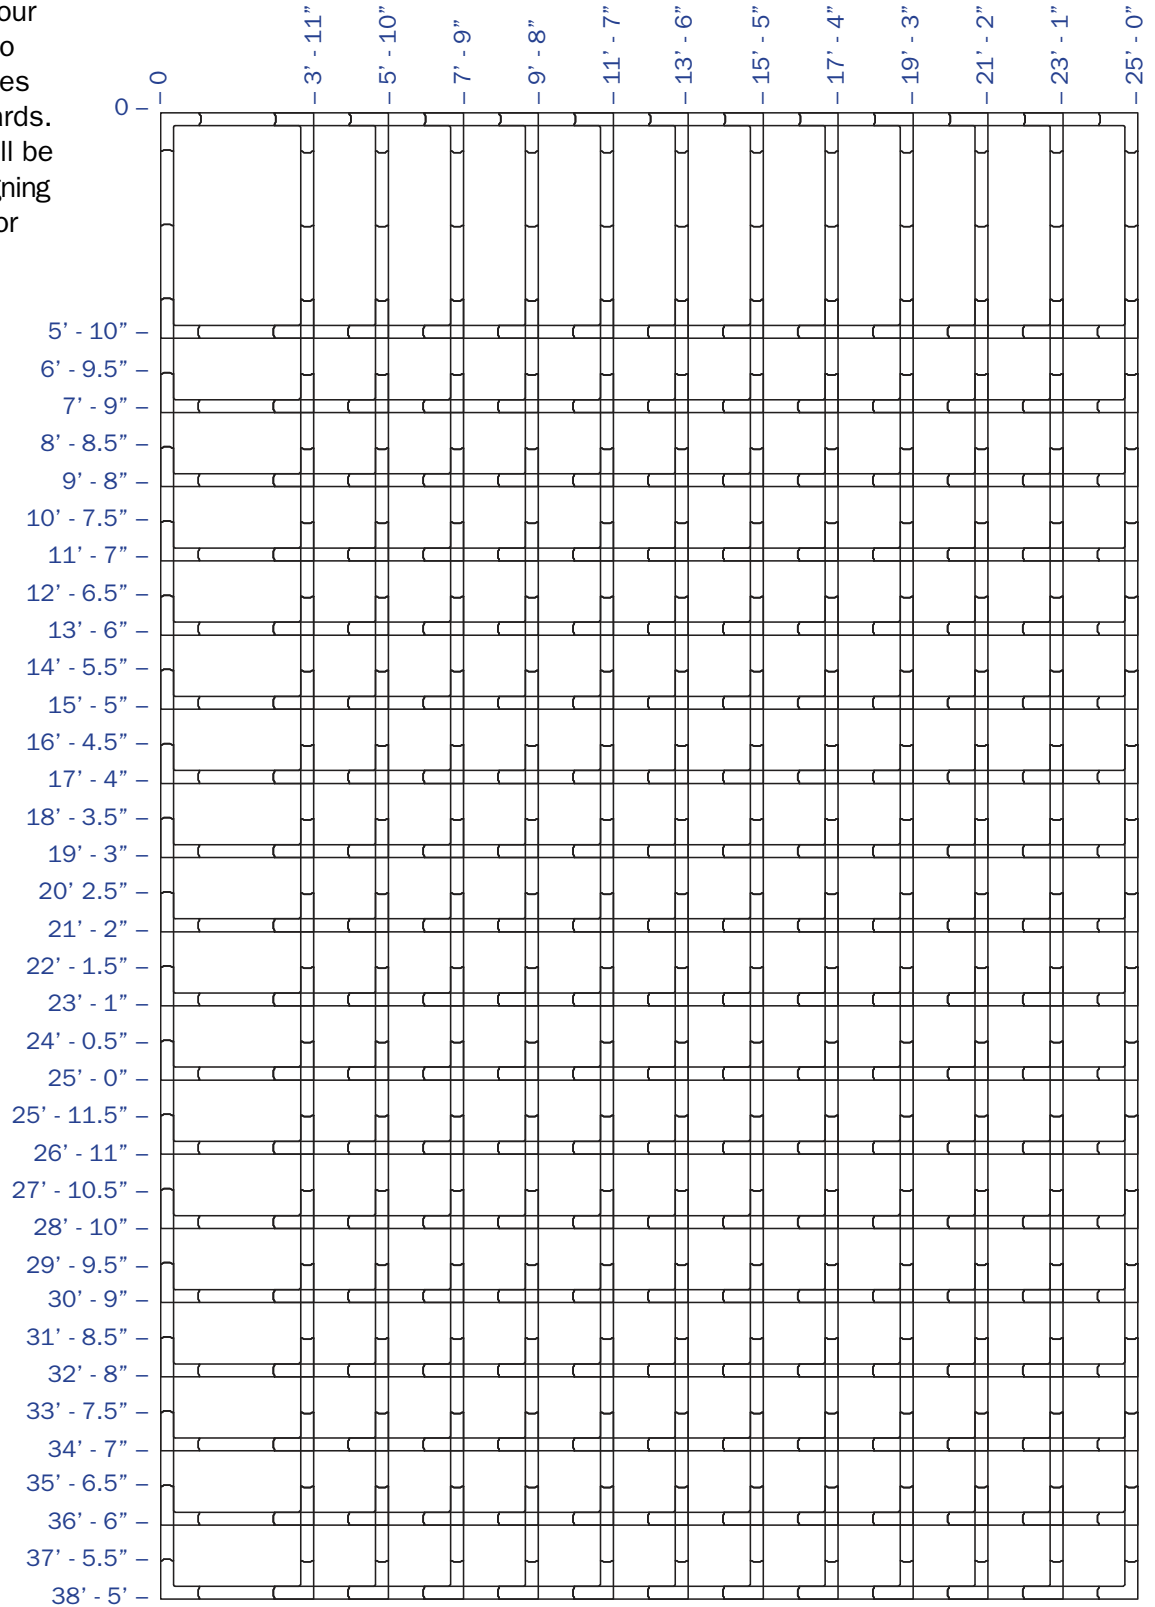 our
o
es
rds.
ll be
ning
or
0
3’ - 11”
5’ - 10”
7’ - 9”
9’ - 8”
11’ - 7”
13’ - 6”
15’ - 5”
17’ - 4”
19’ - 3”
21’ - 2”
23’ - 1”
25’ - 0”
0
5’ - 10”
6’ - 9.5”
7’ - 9”
8’ - 8.5”
9’ - 8”
10’ - 7.5”
11’ - 7”
12’ - 6.5”
13’ - 6”
14’ - 5.5”
15’ - 5”
16’ - 4.5”
17’ - 4”
18’ - 3.5”
19’ - 3”
20’ 2.5”
21’ - 2”
22’ - 1.5”
23’ - 1”
24’ - 0.5”
25’ - 0”
25’ - 11.5”
26’ - 11”
27’ - 10.5”
28’ - 10”
29’ - 9.5”
30’ - 9”
31’ - 8.5”
32’ - 8”
33’ - 7.5”
34’ - 7”
35’ - 6.5”
36’ - 6”
37’ - 5.5”
38’ - 5’